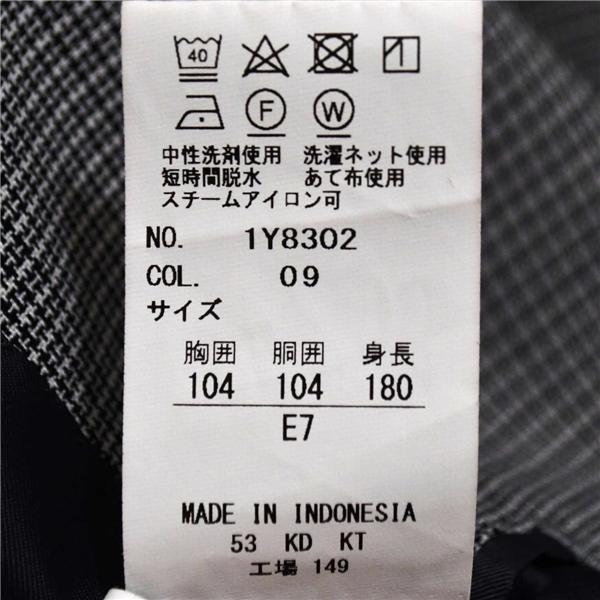 40
F W
中性洗剤使用 洗濯ネット使用
短時間脱水 あて布使用
スチームアイロン可
NO. 1Y8302
COL. 09
サイズ
胸囲 胴囲 身長
104 104 180
E7
MADE IN INDONESIA
53 KD KT
工場 149